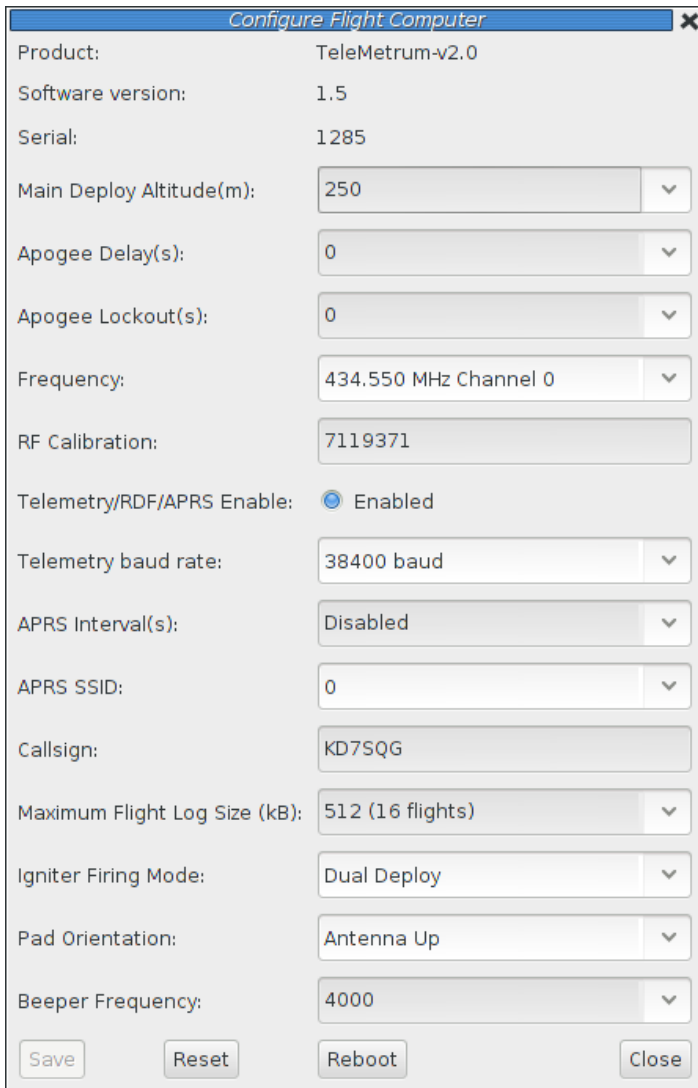 Configure Flight Computer
Product: TeleMetrum-v2.0
Software version: 1.5
Serial: 1285
Main Deploy Altitude(m): 250
Apogee Delay(s): 0
Apogee Lockout(s): 0
Frequency: 434.550 MHz Channel 0
RF Calibration: 7119371
Telemetry/RDF/APRS Enable: Enabled
Telemetry baud rate: 38400 baud
APRS Interval(s): Disabled
APRS SSID: 0
Callsign: KD7SQG
Maximum Flight Log Size (kB): 512 (16 flights)
Igniter Firing Mode: Dual Deploy
Pad Orientation: Antenna Up
Beeper Frequency: 4000
Save Reset Reboot Close